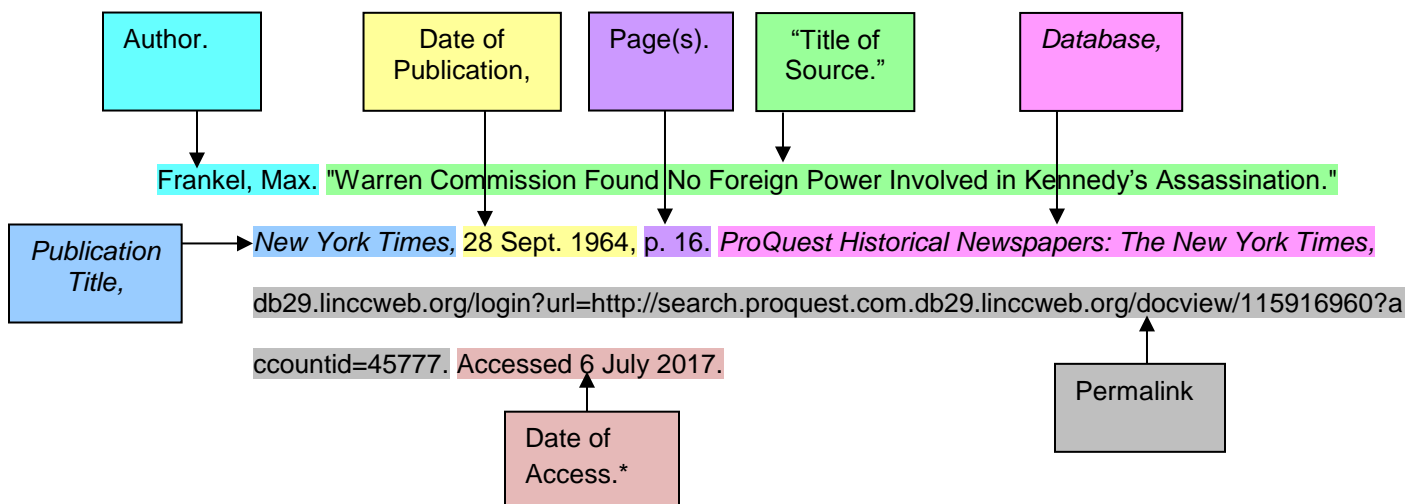 Author.
Date of
Publication,
Page(s).
“Title of
Source.”
Database,
Frankel, Max. "Warren Commission Found No Foreign Power Involved in Kennedy’s Assassination."
Publication
Title,
New York Times, 28 Sept. 1964, p. 16. ProQuest Historical Newspapers: The New York Times,
db29.linccweb.org/login?url=http://search.proquest.com.db29.linccweb.org/docview/115916960?a
ccountid=45777. Accessed 6 July 2017.
Date of
Access.*
Permalink